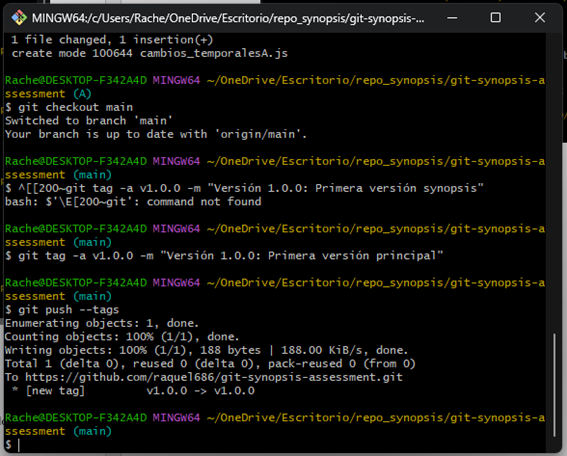 MINGW64:/c/Users/Rache/OneDrive/Escritorio/repo_synopsis/git-synopsis-...
1 file changed, 1 insertion(+)
create mode 100644 cambios_temporalesA.js
Rache@DESKTOP-F342A4D MINGW64 ~/OneDrive/Escritorio/repo_synopsis/git-synopsis-a
ssessment (A)
$ git checkout main
Switched to branch 'main'
Your branch is up to date with 'origin/main'.
Rache@DESKTOP-F342A4D MINGW64 ~/OneDrive/Escritorio/repo_synopsis/git-synopsis-a
ssessment (main)
$ ^[[200~git tag -a v1.0.0 -m "Versión 1.0.0: Primera versión synopsis"
bash: $'\E[200~git': command not found
Rache@DESKTOP-F342A4D MINGW64 ~/OneDrive/Escritorio/repo_synopsis/git-synopsis-a
ssessment (main)
$ git tag -a v1.0.0 -m "Versión 1.0.0: Primera versión principal"
Rache@DESKTOP-F342A4D MINGW64 ~/OneDrive/Escritorio/repo_synopsis/git-synopsis-a
ssessment (main)
$ git push --tags
Enumerating objects: 1, done.
Counting objects: 100% (1/1), done.
Writing objects: 100% (1/1), 188 bytes | 188.00 KiB/s, done.
Total 1 (delta 0), reused 0 (delta 0), pack-reused 0 (from 0)
To https://github.com/raquel686/git-synopsis-assessment.git
* [new tag] v1.0.0 -> v1.0.0
Rache@DESKTOP-F342A4D MINGW64 ~/OneDrive/Escritorio/repo_synopsis/git-synopsis-a
ssessment (main)
$